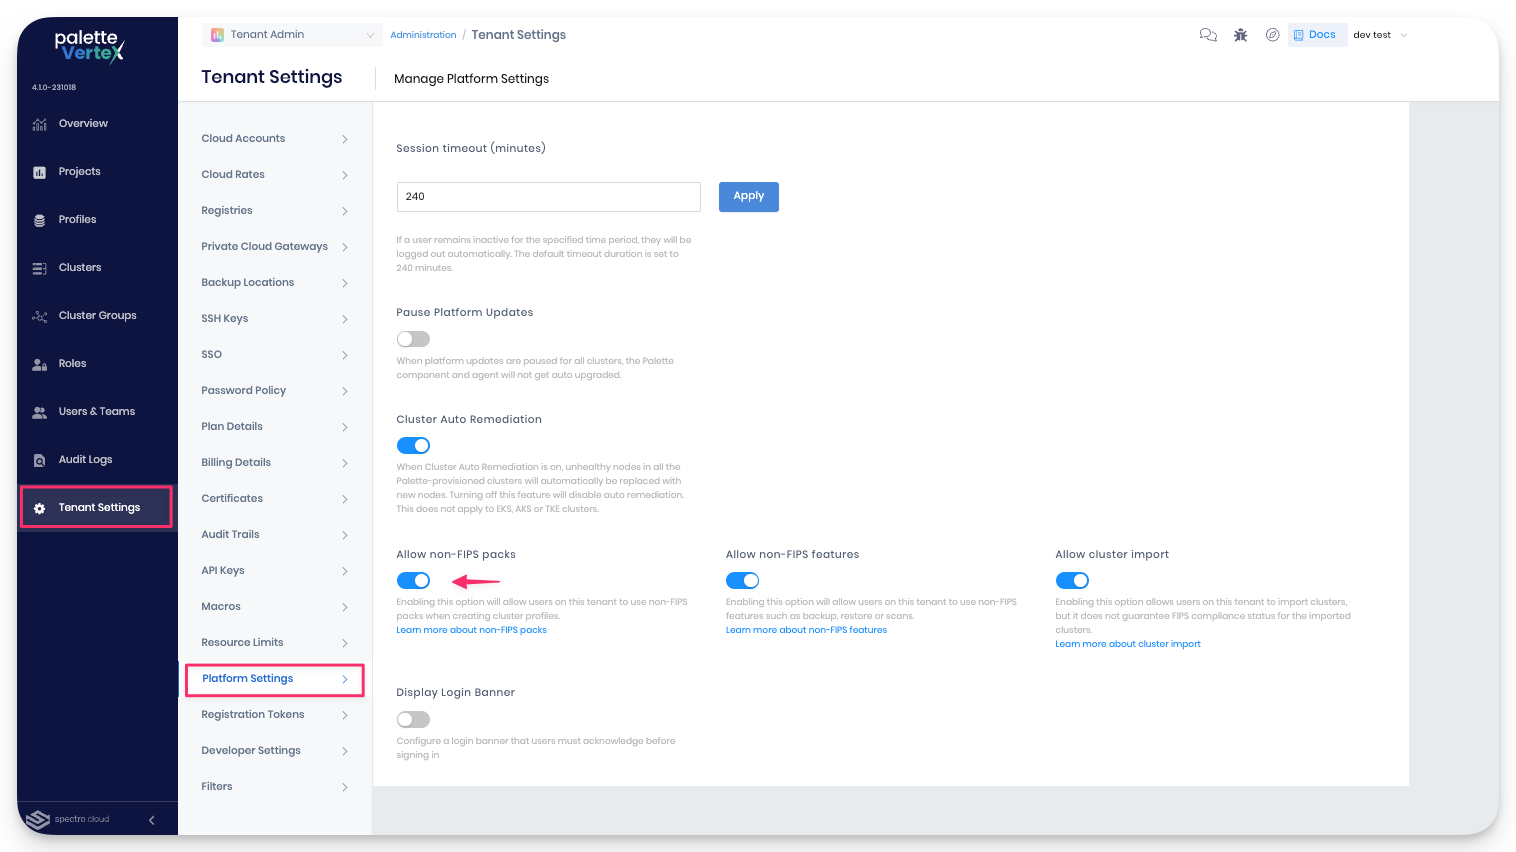 palette
VerteX
4.1.0-231018
Overview
Projects
Profiles
Clusters
Cluster Groups
Roles
Users & Teams
Audit Logs
Tenant Settings
spectro cloud
Tenant Admin
Administration / Tenant Settings
Docs
dev test
Tenant Settings
Manage Platform Settings
Cloud Accounts
Cloud Rates
Registries
Private Cloud Gateways
Backup Locations
SSH Keys
SSO
Password Policy
Plan Details
Billing Details
Certificates
Audit Trails
API Keys
Macros
Resource Limits
Platform Settings
Registration Tokens
Developer Settings
Filters
Session timeout (minutes)
240
Apply
If a user remains inactive for the specified time period, they will be
logged out automatically. The default timeout duration is set to
240 minutes.
Pause Platform Updates
When platform updates are paused for all clusters, the Palette
component and agent will not get auto upgraded.
Cluster Auto Remediation
When Cluster Auto Remediation is on, unhealthy nodes in all the
Palette-provisioned clusters will automatically be replaced with
new nodes. Turning off this feature will disable auto remediation.
This does not apply to EKS, AKS or TKE clusters.
Allow non-FIPS packs
Enabling this option will allow users on this tenant to use non-FIPS
packs when creating cluster profiles.
Learn more about non-FIPS packs
Allow non-FIPS features
Enabling this option will allow users on this tenant to use non-FIPS
features such as backup, restore or scans.
Learn more about non-FIPS features
Allow cluster import
Enabling this option allows users on this tenant to import clusters,
but it does not guarantee FIPS compliance status for the imported
clusters.
Learn more about cluster import
Display Login Banner
Configure a login banner that users must acknowledge before
signing in